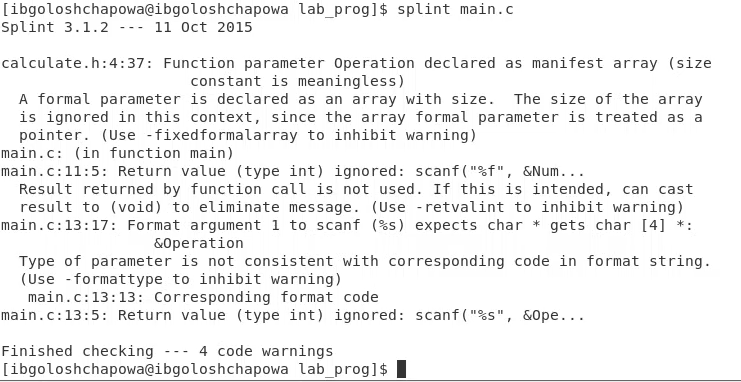 [ibgoloshchapowa@ibgoloshchapowa lab_prog]$ splint main.c
Splint 3.1.2 --- 11 Oct 2015

calculate.h:4:37: Function parameter Operation declared as manifest array (size
                     constant is meaningless)
  A formal parameter is declared as an array with size.  The size of the array
  is ignored in this context, since the array formal parameter is treated as a
  pointer. (Use -fixedformalarray to inhibit warning)
main.c: (in function main)
main.c:11:5: Return value (type int) ignored: scanf("%f", &Num...
  Result returned by function call is not used. If this is intended, can cast
  result to (void) to eliminate message. (Use -retvalint to inhibit warning)
main.c:13:17: Format argument 1 to scanf (%s) expects char * gets char [4] *:
                 &Operation
  Type of parameter is not consistent with corresponding code in format string.
  (Use -formattype to inhibit warning)
   main.c:13:13: Corresponding format code
main.c:13:5: Return value (type int) ignored: scanf("%s", &Ope...

Finished checking --- 4 code warnings
[ibgoloshchapowa@ibgoloshchapowa lab_prog]$